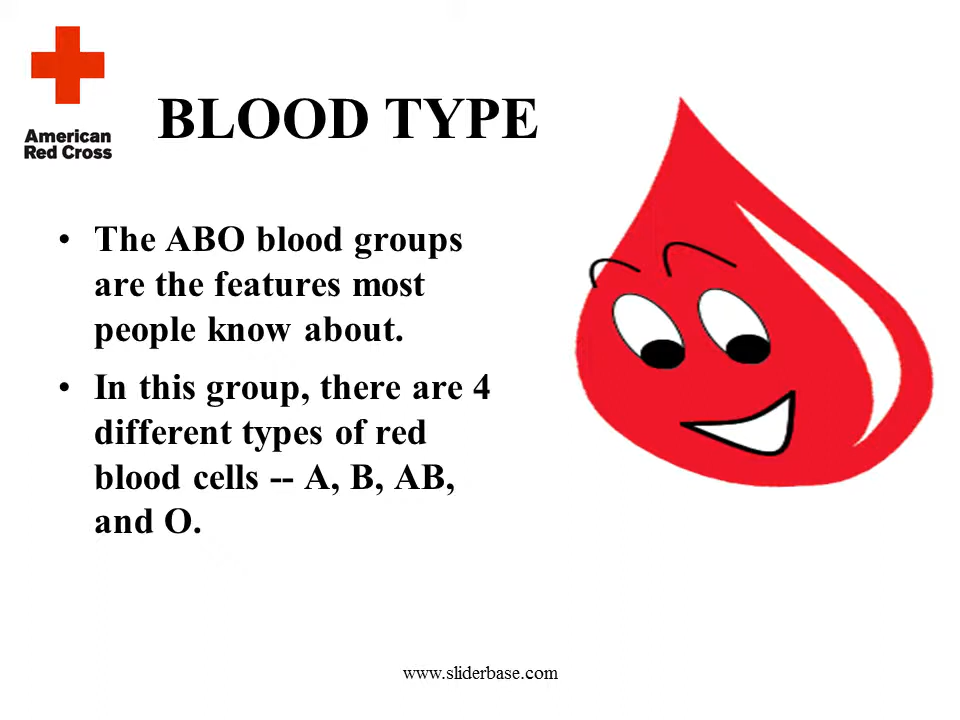 American
Red Cross
BLOOD TYPE
• The ABO blood groups
are the features most
people know about.
• In this group, there are 4
different types of red
blood cells -- A, B, AB,
and O.
www.sliderbase.com